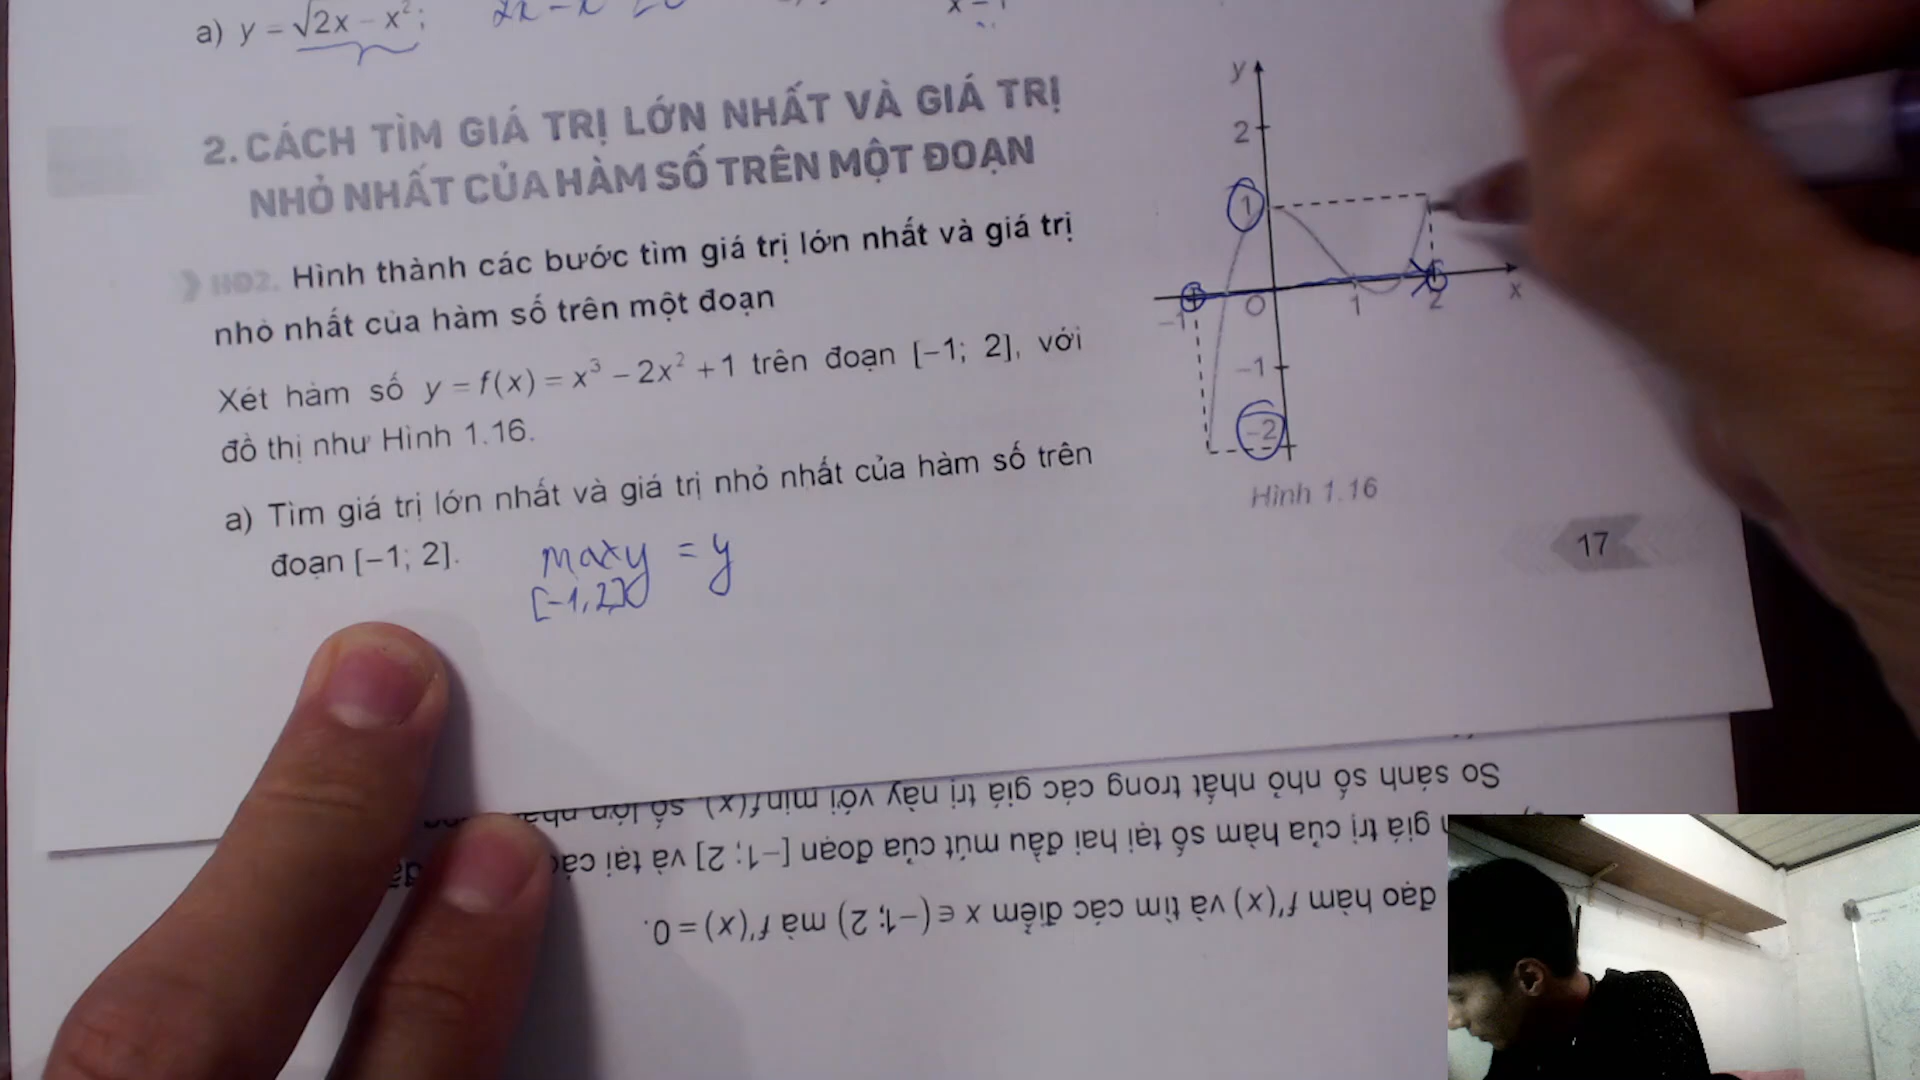 a) y = √2x − x²;
2. CÁCH TÌM GIÁ TRỊ LỚN NHẤT VÀ GIÁ TRỊ
NHỎ NHẤT CỦA HÀM SỐ TRÊN MỘT ĐOẠN
HĐ2. Hình thành các bước tìm giá trị lớn nhất và giá trị
nhỏ nhất của hàm số trên một đoạn
Xét hàm số y = f(x) = x³ − 2x² + 1 trên đoạn [−1; 2], với
đồ thị như Hình 1.16.
a) Tìm giá trị lớn nhất và giá trị nhỏ nhất của hàm số trên
đoạn [−1; 2].
max y = y
[-1,2]
y
2
1
−1 O 1 2 x
−1
−2
Hình 1.16
17
đạo hàm f'(x) và tìm các điểm x ∈ (−1; 2) mà f'(x) = 0.
giá trị của hàm số tại hai đầu mút của đoạn [−1; 2] và tại
So sánh số nhỏ nhất trong các giá trị này với min f(x), số lớn